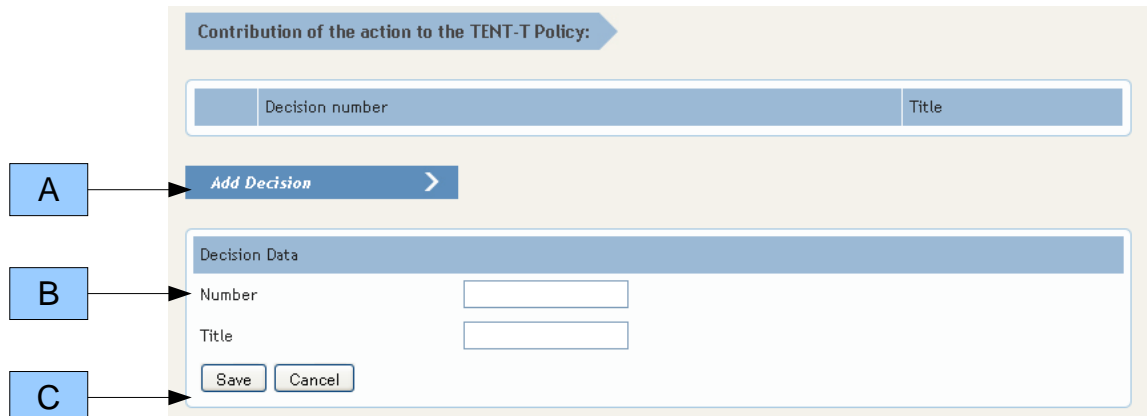 Contribution of the action to the TENT-T Policy:
Decision number Title
A Add Decision
Decision Data
B Number
Title
Save Cancel
C